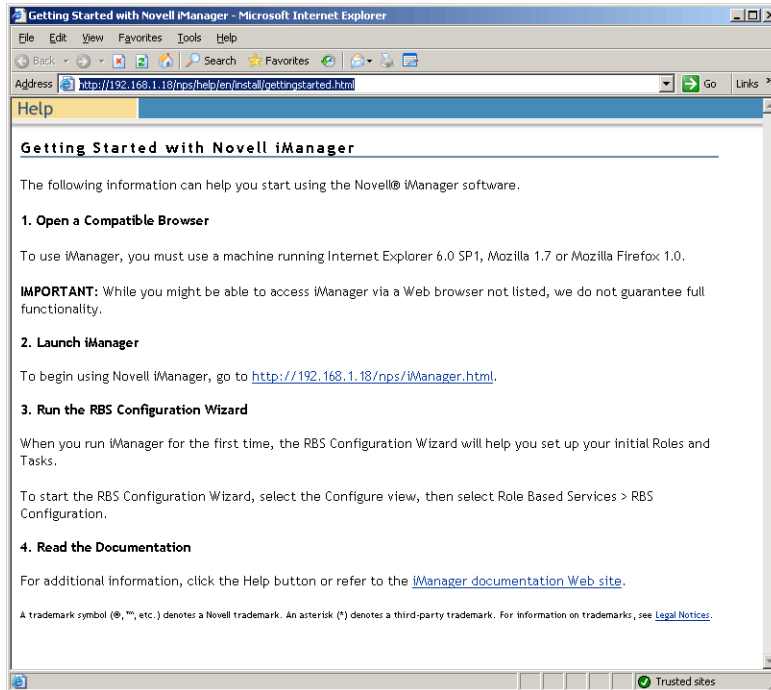 Getting Started with Novell iManager - Microsoft Internet Explorer
File Edit View Favorites Tools Help
Back Search Favorites
Address http://192.168.1.18/nps/help/en/install/gettingstarted.html Go Links »
Help
Getting Started with Novell iManager
The following information can help you start using the Novell® iManager software.
1. Open a Compatible Browser
To use iManager, you must use a machine running Internet Explorer 6.0 SP1, Mozilla 1.7 or Mozilla Firefox 1.0.
IMPORTANT: While you might be able to access iManager via a Web browser not listed, we do not guarantee full
functionality.
2. Launch iManager
To begin using Novell iManager, go to http://192.168.1.18/nps/iManager.html.
3. Run the RBS Configuration Wizard
When you run iManager for the first time, the RBS Configuration Wizard will help you set up your initial Roles and
Tasks.
To start the RBS Configuration Wizard, select the Configure view, then select Role Based Services > RBS
Configuration.
4. Read the Documentation
For additional information, click the Help button or refer to the iManager documentation Web site.
A trademark symbol (®, ™, etc.) denotes a Novell trademark. An asterisk (*) denotes a third-party trademark. For information on trademarks, see Legal Notices.
Trusted sites